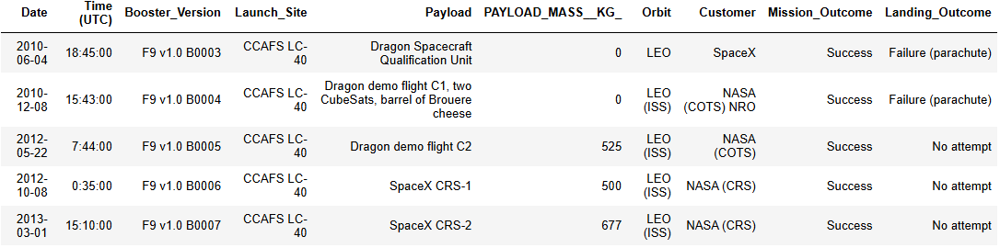 Date Time (UTC) Booster_Version Launch_Site Payload PAYLOAD_MASS__KG_ Orbit Customer Mission_Outcome Landing_Outcome
2010-06-04 18:45:00 F9 v1.0 B0003 CCAFS LC-40 Dragon Spacecraft Qualification Unit 0 LEO SpaceX Success Failure (parachute)
2010-12-08 15:43:00 F9 v1.0 B0004 CCAFS LC-40 Dragon demo flight C1, two CubeSats, barrel of Brouere cheese 0 LEO (ISS) NASA (COTS) NRO Success Failure (parachute)
2012-05-22 7:44:00 F9 v1.0 B0005 CCAFS LC-40 Dragon demo flight C2 525 LEO (ISS) NASA (COTS) Success No attempt
2012-10-08 0:35:00 F9 v1.0 B0006 CCAFS LC-40 SpaceX CRS-1 500 LEO (ISS) NASA (CRS) Success No attempt
2013-03-01 15:10:00 F9 v1.0 B0007 CCAFS LC-40 SpaceX CRS-2 677 LEO (ISS) NASA (CRS) Success No attempt